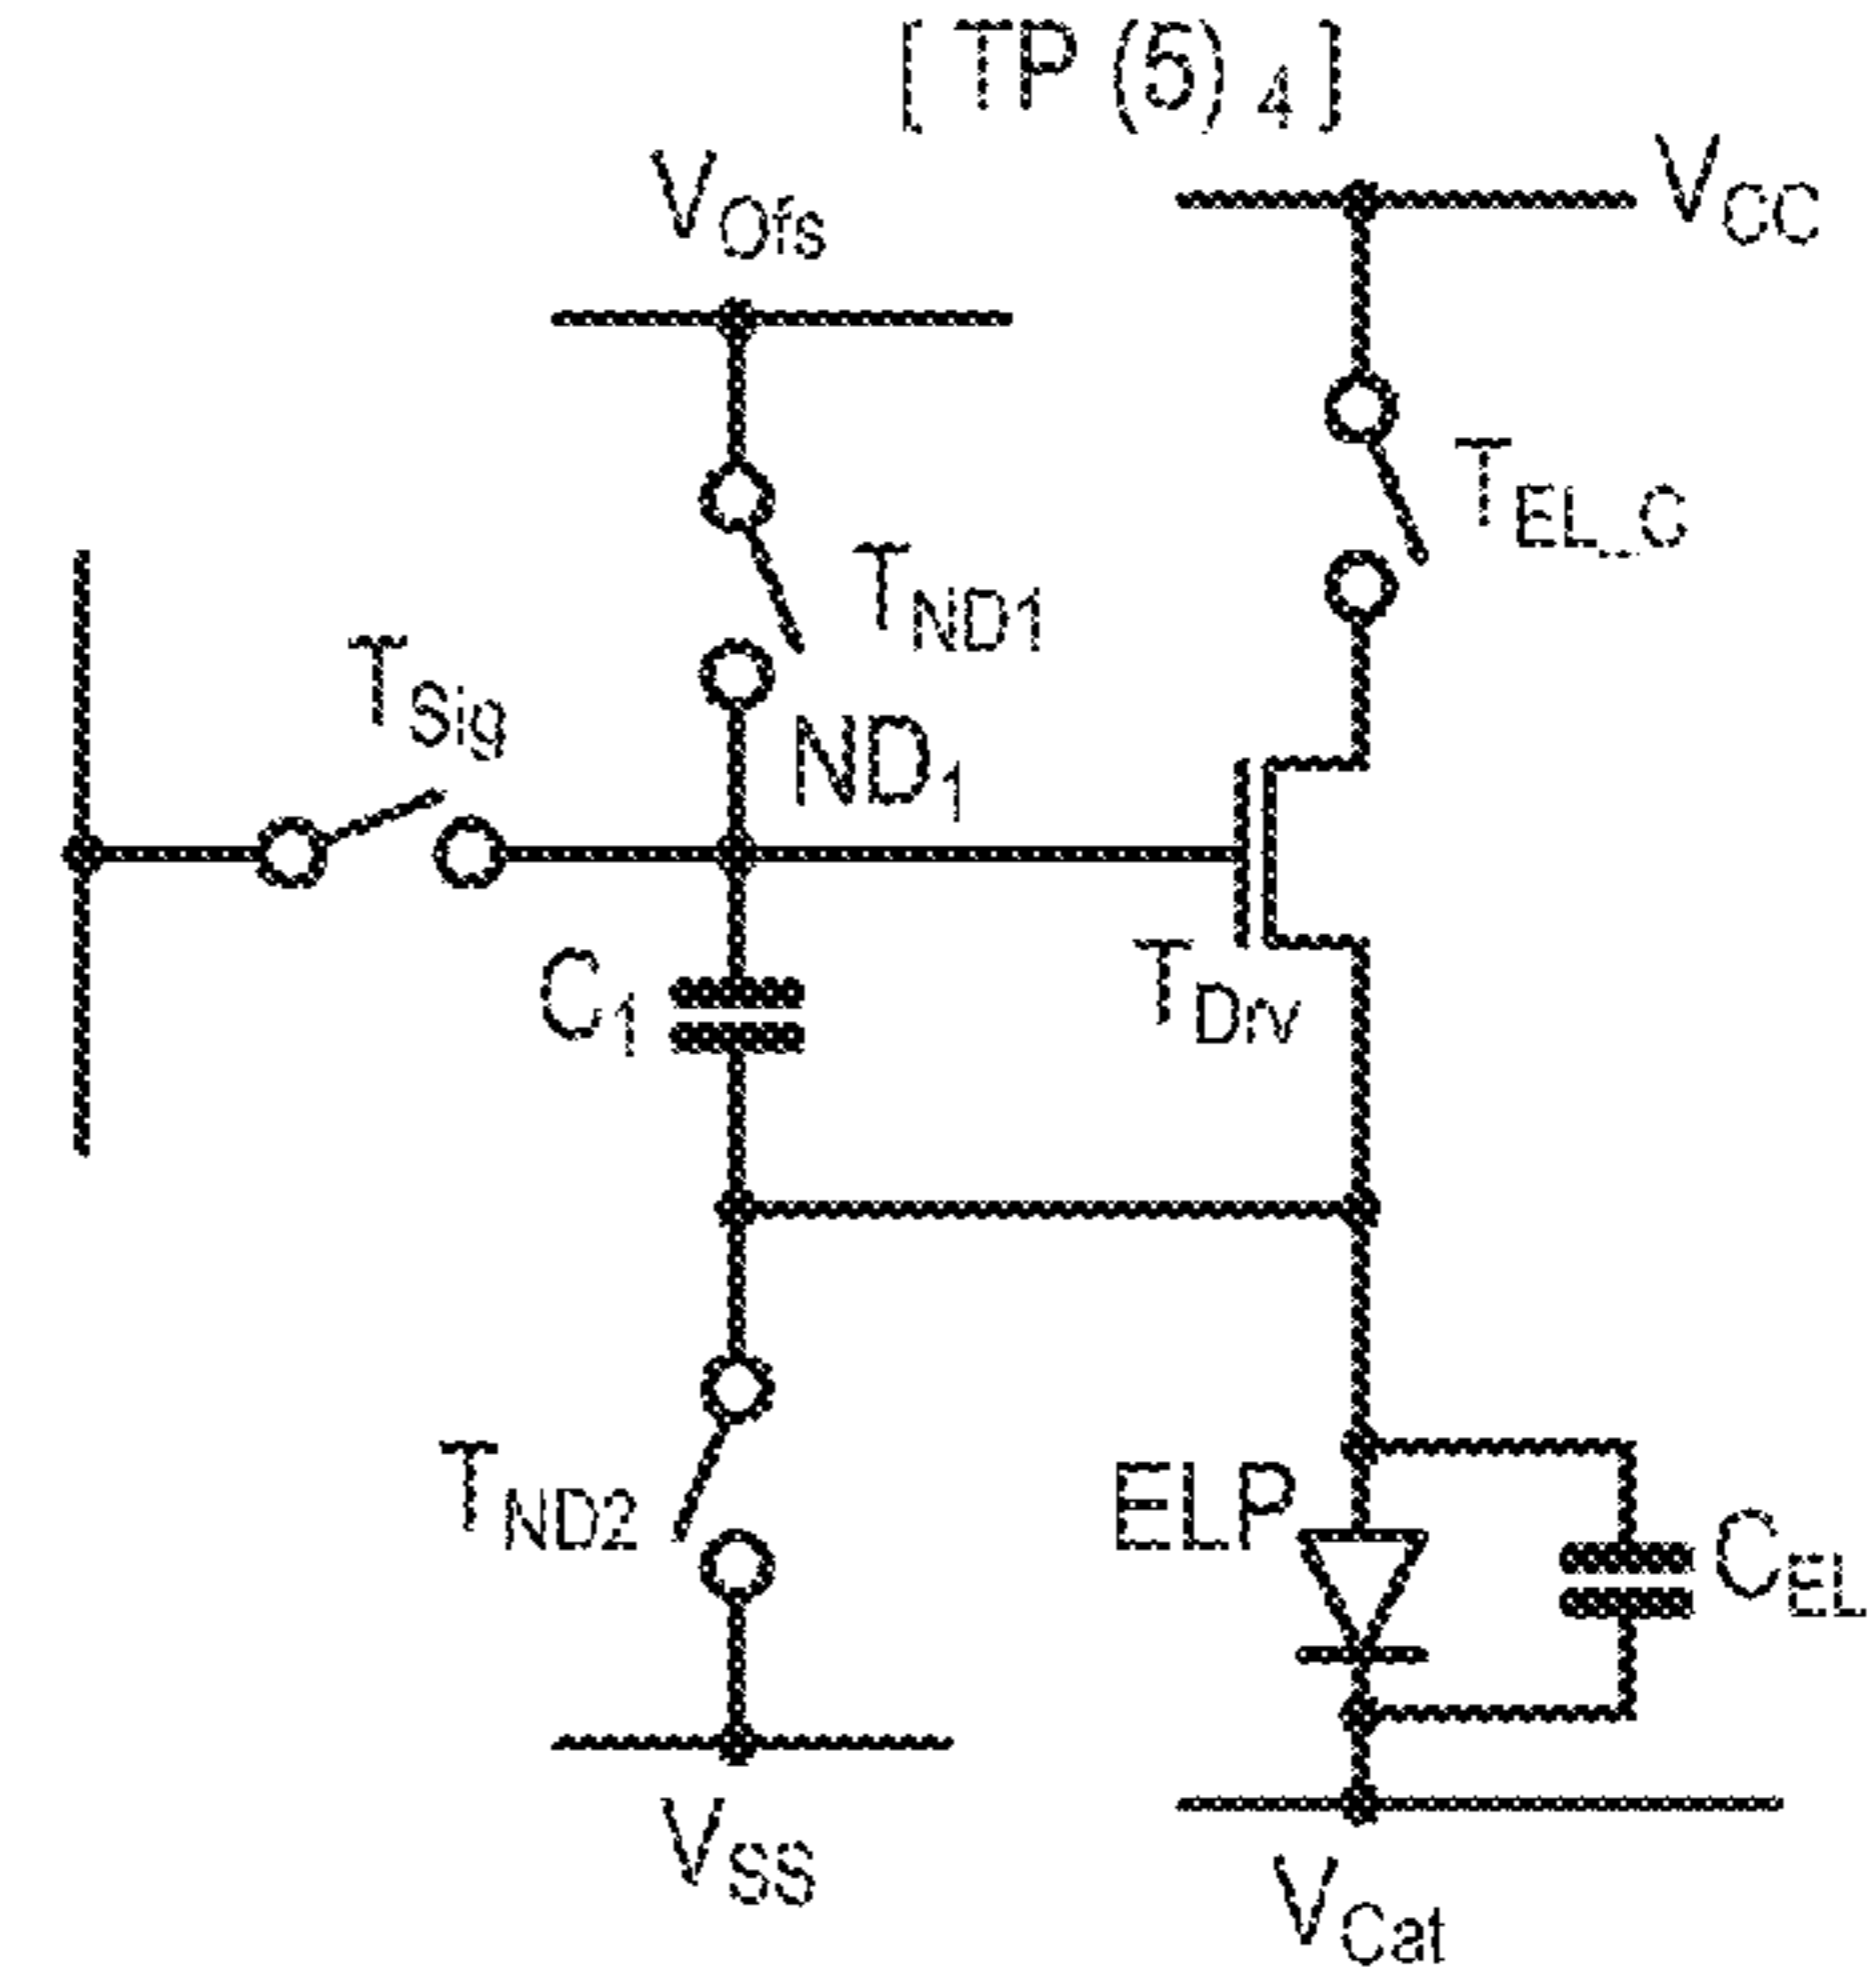 [ TP (5) 4 ]
VCC
VOfs
TEL_C
TND1
TSig
ND1
C1
TDrv
TND2
ELP
CEL
VSS
VCat